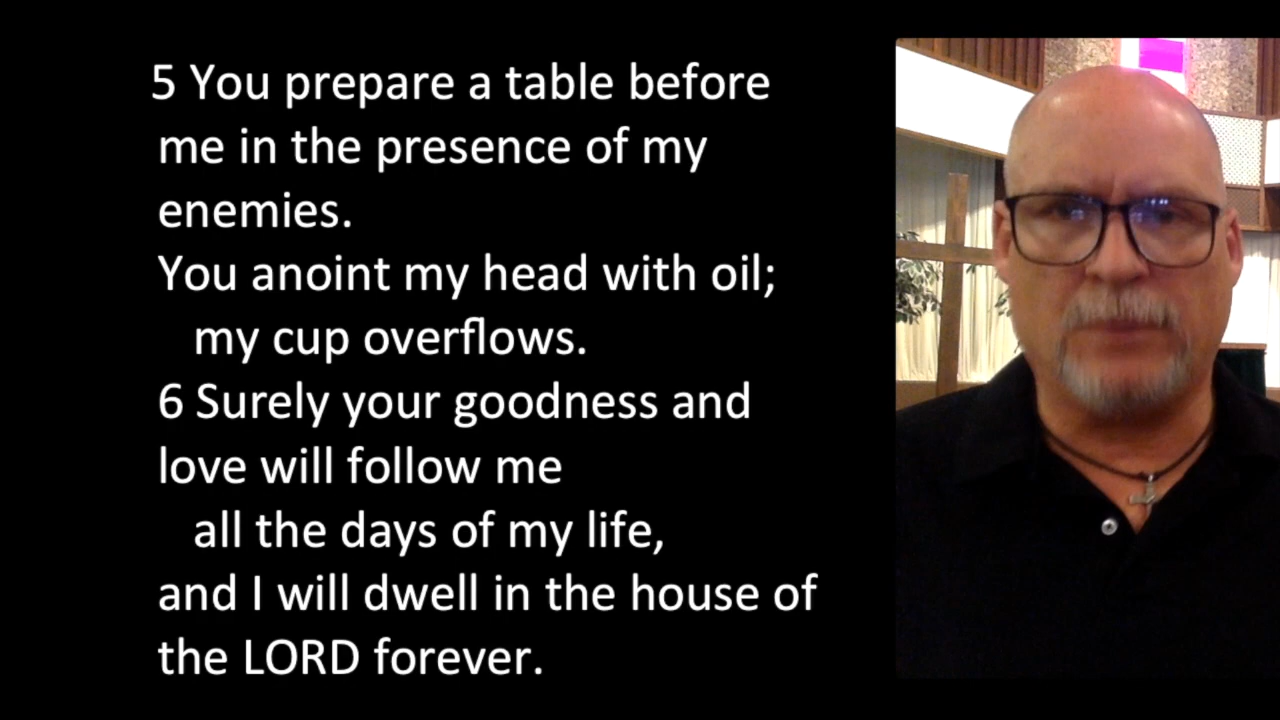 5 You prepare a table before
me in the presence of my
enemies.
You anoint my head with oil;
my cup overflows.
6 Surely your goodness and
love will follow me
all the days of my life,
and I will dwell in the house of
the LORD forever.